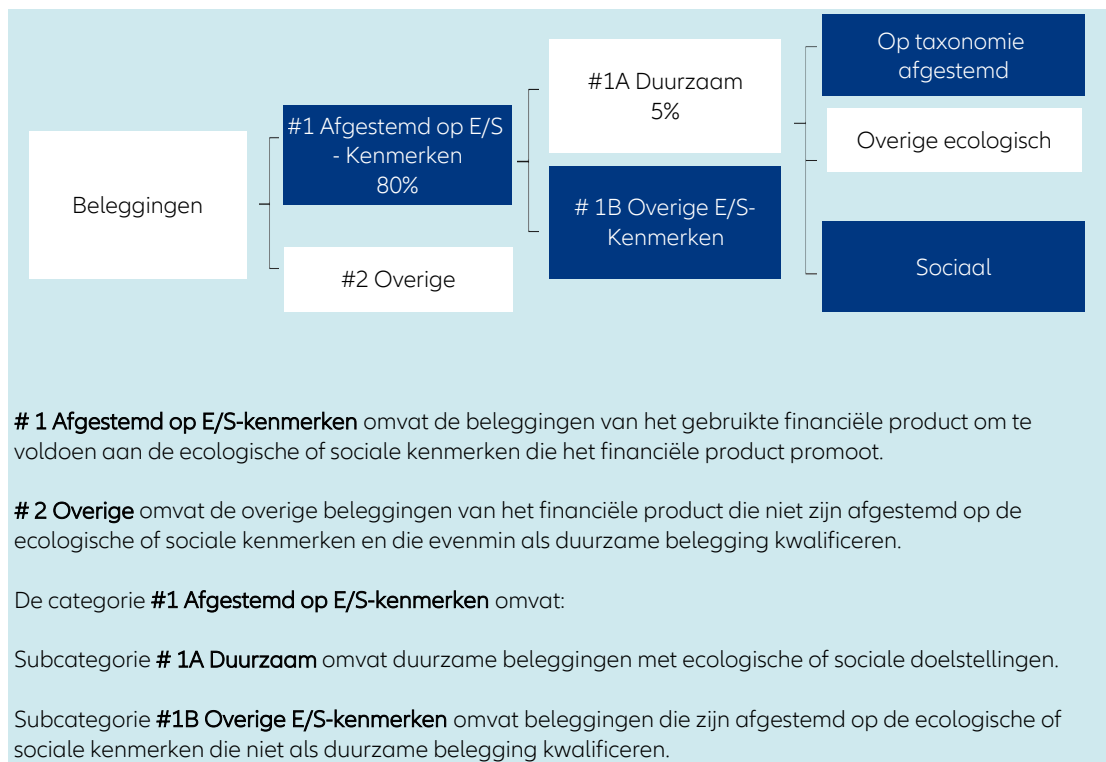 Beleggingen
#1 Afgestemd op E/S
- Kenmerken
80%
#2 Overige
#1A Duurzaam
5%
# 1B Overige E/S-
Kenmerken
Op taxonomie
afgestemd
Overige ecologisch
Sociaal
# 1 Afgestemd op E/S-kenmerken omvat de beleggingen van het gebruikte financiële product om te
voldoen aan de ecologische of sociale kenmerken die het financiële product promoot.
# 2 Overige omvat de overige beleggingen van het financiële product die niet zijn afgestemd op de
ecologische of sociale kenmerken en die evenmin als duurzame belegging kwalificeren.
De categorie #1 Afgestemd op E/S-kenmerken omvat:
Subcategorie # 1A Duurzaam omvat duurzame beleggingen met ecologische of sociale doelstellingen.
Subcategorie #1B Overige E/S-kenmerken omvat beleggingen die zijn afgestemd op de ecologische of
sociale kenmerken die niet als duurzame belegging kwalificeren.